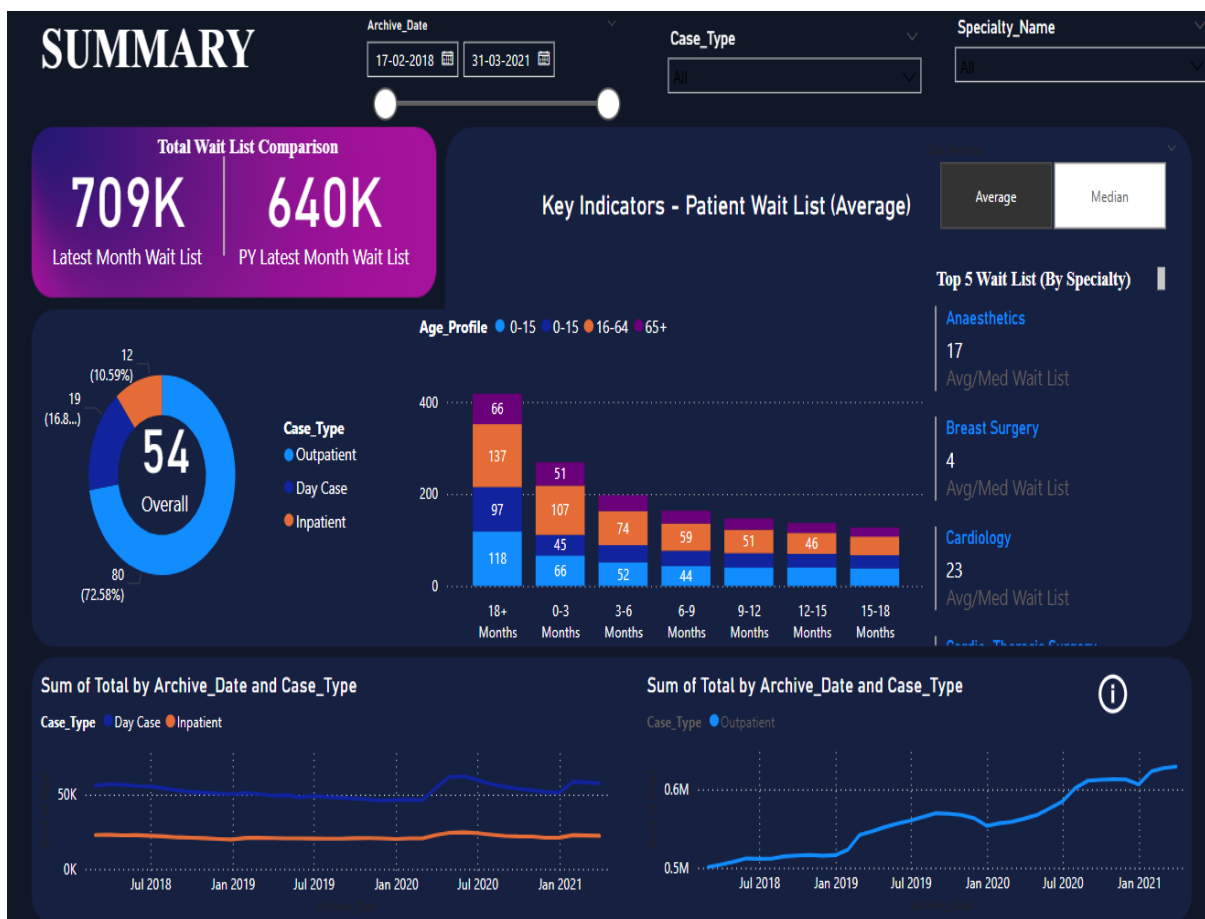 SUMMARY
Archive_Date
17-02-2018
31-03-2021
Case_Type
All
Specialty_Name
All
Total Wait List Comparison
709K
Latest Month Wait List
640K
PY Latest Month Wait List
Key Indicators - Patient Wait List (Average)
Average
Median
12
(10.59%)
19
(16.8...)
54
Overall
80
(72.58%)
Case_Type
Outpatient
Day Case
Inpatient
Age_Profile 0-15 0-15 16-64 65+
400
200
0
66
137
97
118
51
107
45
66
74
52
59
44
51
46
18+ Months
0-3 Months
3-6 Months
6-9 Months
9-12 Months
12-15 Months
15-18 Months
Top 5 Wait List (By Specialty)
Anaesthetics
17
Avg/Med Wait List
Breast Surgery
4
Avg/Med Wait List
Cardiology
23
Avg/Med Wait List
Sum of Total by Archive_Date and Case_Type
Case_Type Day Case Inpatient
50K
0K
Jul 2018 Jan 2019 Jul 2019 Jan 2020 Jul 2020 Jan 2021
Sum of Total by Archive_Date and Case_Type
Case_Type Outpatient
0.6M
0.5M
Jul 2018 Jan 2019 Jul 2019 Jan 2020 Jul 2020 Jan 2021